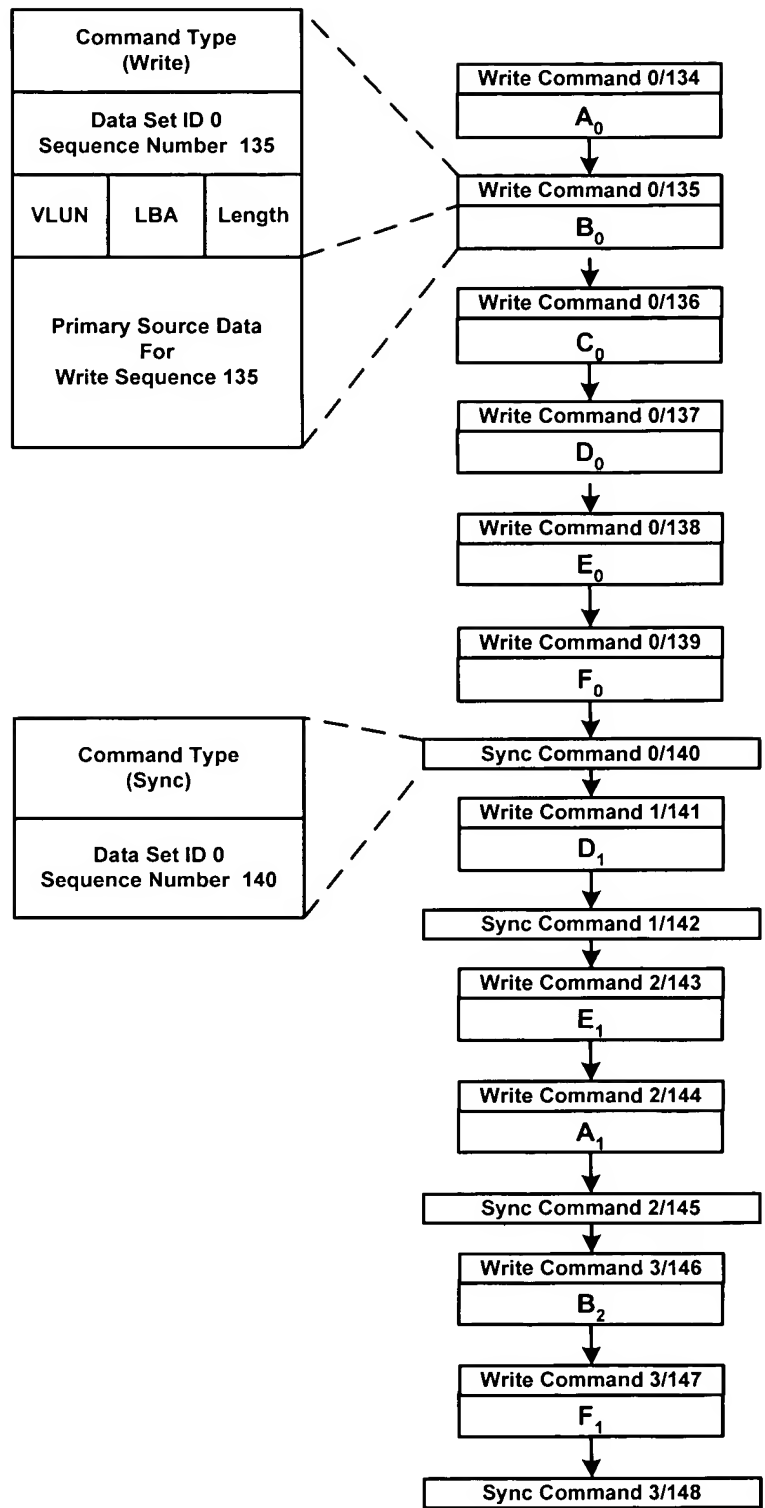 Command Type
(Write)
Data Set ID 0
Sequence Number 135
VLUN LBA Length
Primary Source Data
For
Write Sequence 135
Write Command 0/134
A0
Write Command 0/135
B0
Write Command 0/136
C0
Write Command 0/137
D0
Write Command 0/138
E0
Write Command 0/139
F0
Command Type
(Sync)
Data Set ID 0
Sequence Number 140
Sync Command 0/140
Write Command 1/141
D1
Sync Command 1/142
Write Command 2/143
E1
Write Command 2/144
A1
Sync Command 2/145
Write Command 3/146
B2
Write Command 3/147
F1
Sync Command 3/148